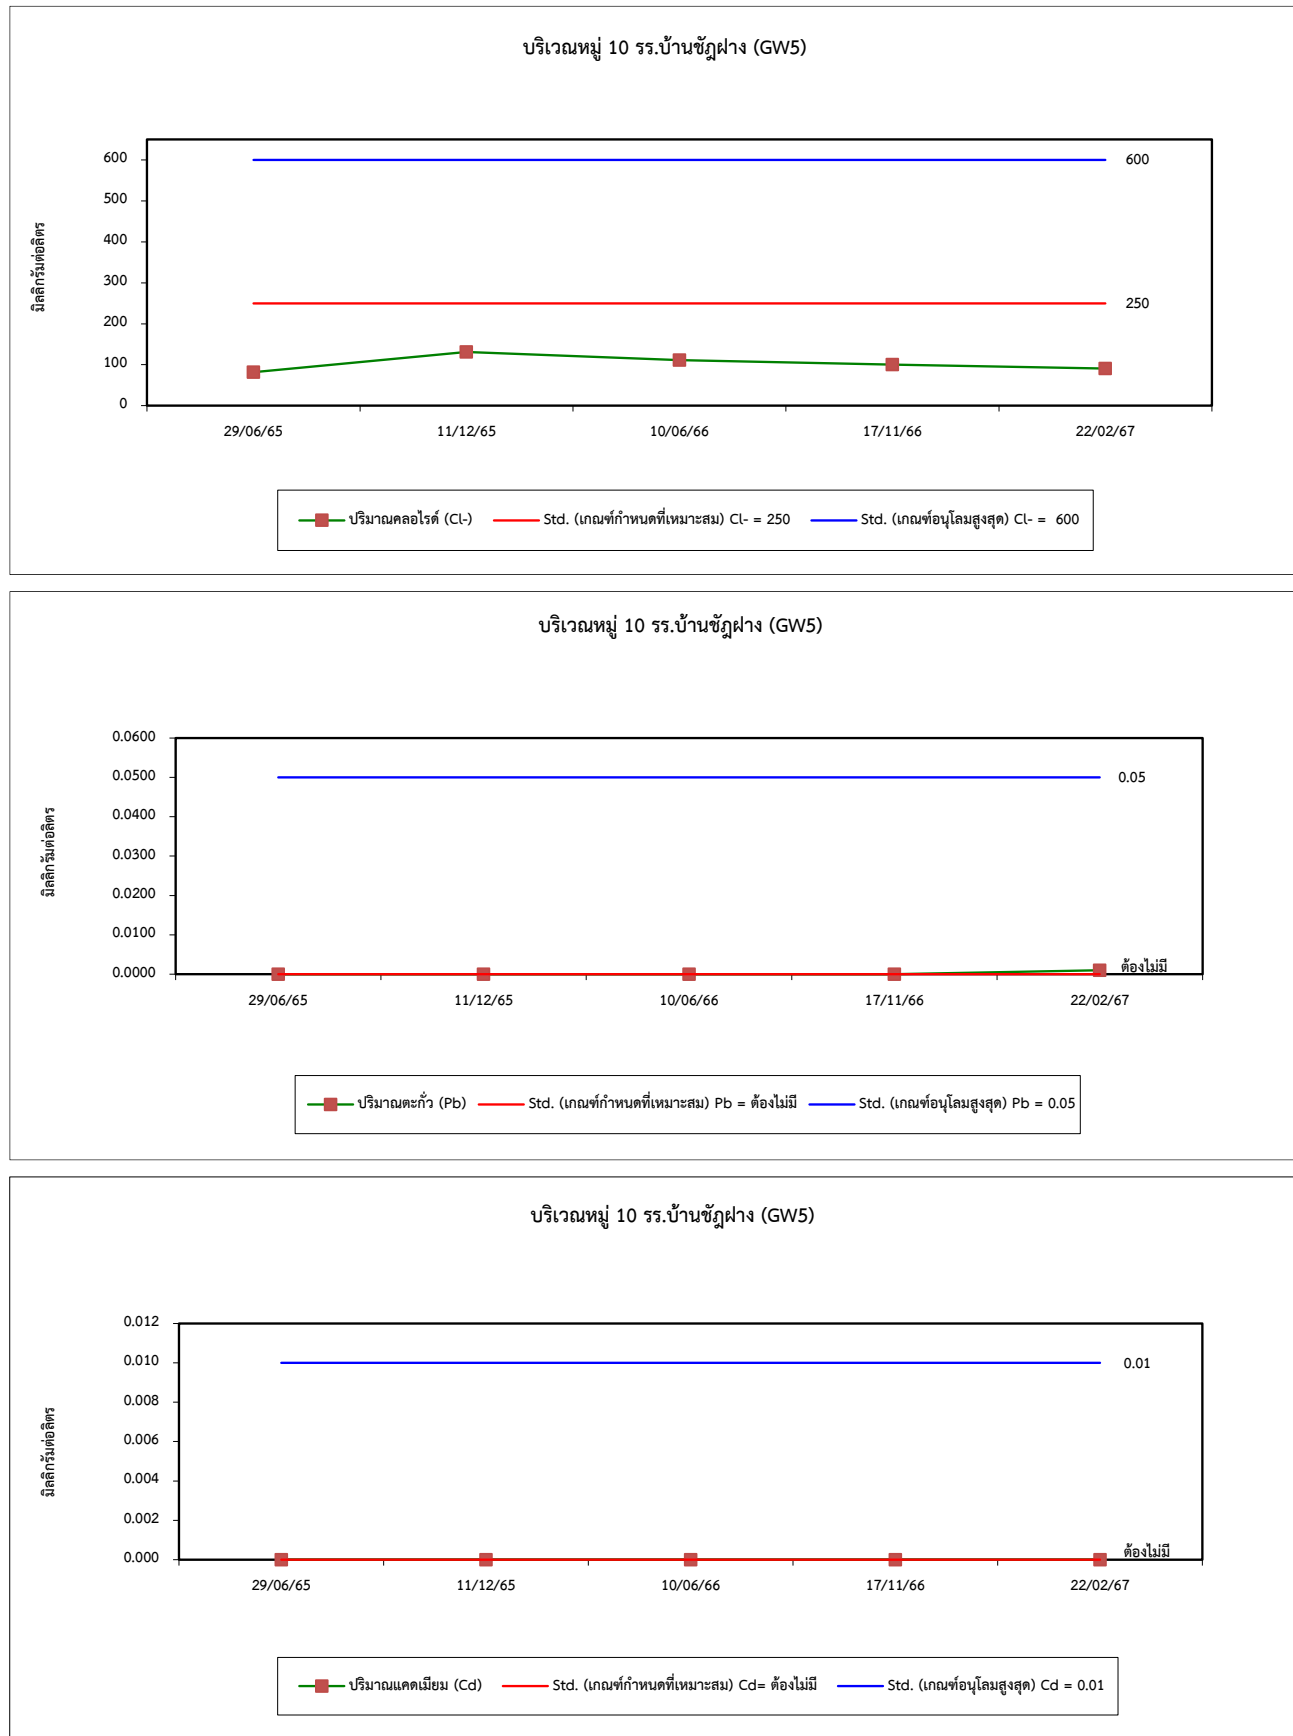 บริเวณหมู่ 10 รร.บ้านชัฎฝาง (GW5)
600
500
400
300
200
100
0
มิลลิกรัมต่อลิตร
600
250
29/06/65 11/12/65 10/06/66 17/11/66 22/02/67
ปริมาณคลอไรด์ (Cl-) Std. (เกณฑ์กำหนดที่เหมาะสม) Cl- = 250 Std. (เกณฑ์อนุโลมสูงสุด) Cl- = 600
บริเวณหมู่ 10 รร.บ้านชัฎฝาง (GW5)
0.0600
0.0500
0.0400
0.0300
0.0200
0.0100
0.0000
มิลลิกรัมต่อลิตร
0.05
ต้องไม่มี
29/06/65 11/12/65 10/06/66 17/11/66 22/02/67
ปริมาณตะกั่ว (Pb) Std. (เกณฑ์กำหนดที่เหมาะสม) Pb = ต้องไม่มี Std. (เกณฑ์อนุโลมสูงสุด) Pb = 0.05
บริเวณหมู่ 10 รร.บ้านชัฎฝาง (GW5)
0.012
0.010
0.008
0.006
0.004
0.002
0.000
มิลลิกรัมต่อลิตร
0.01
ต้องไม่มี
29/06/65 11/12/65 10/06/66 17/11/66 22/02/67
ปริมาณแคดเมียม (Cd) Std. (เกณฑ์กำหนดที่เหมาะสม) Cd= ต้องไม่มี Std. (เกณฑ์อนุโลมสูงสุด) Cd = 0.01